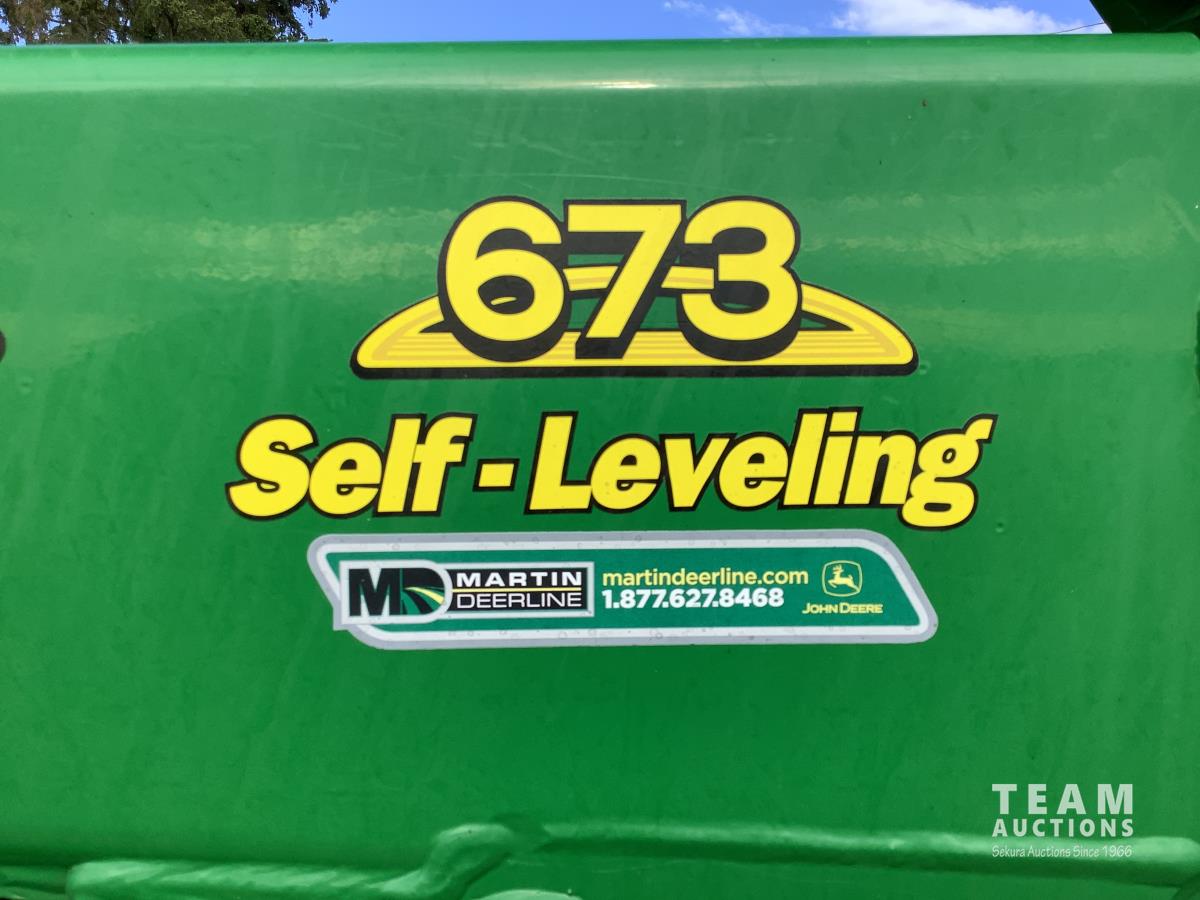 673
Self-Leveling
MD MARTIN DEERLINE
martindeerline.com
1.877.627.8468
JOHN DEERE
TEAM
AUCTIONS
Sekura Auctions Since 1966